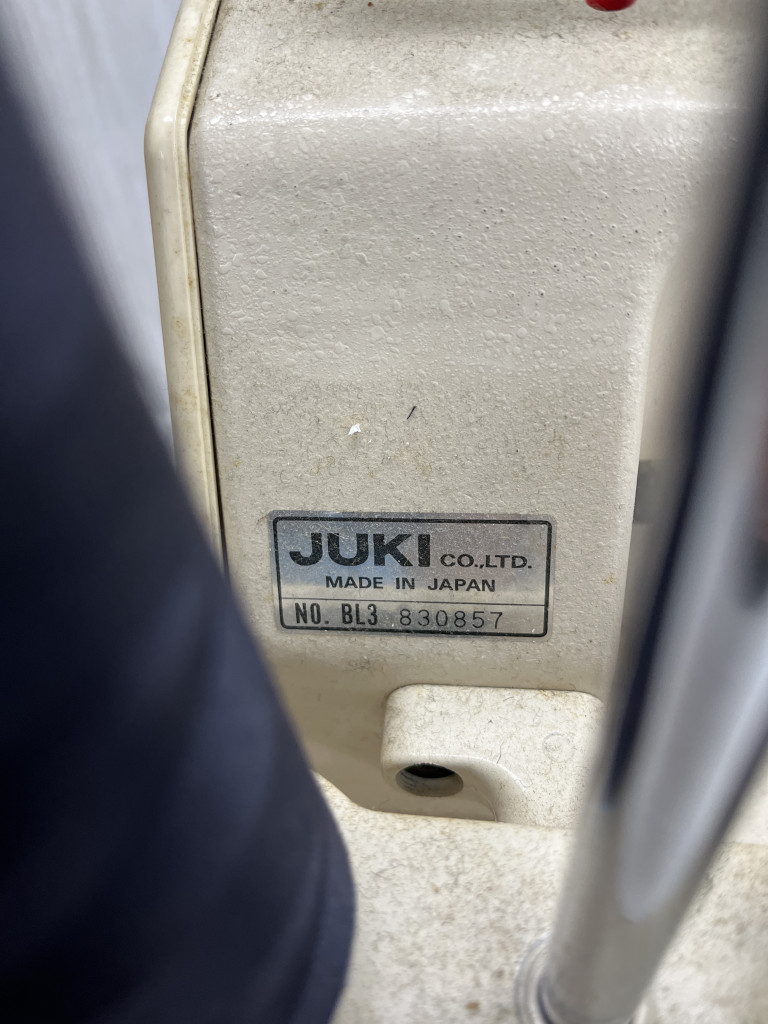 JUKI CO.,LTD.
MADE IN JAPAN
NO. BL3 830857